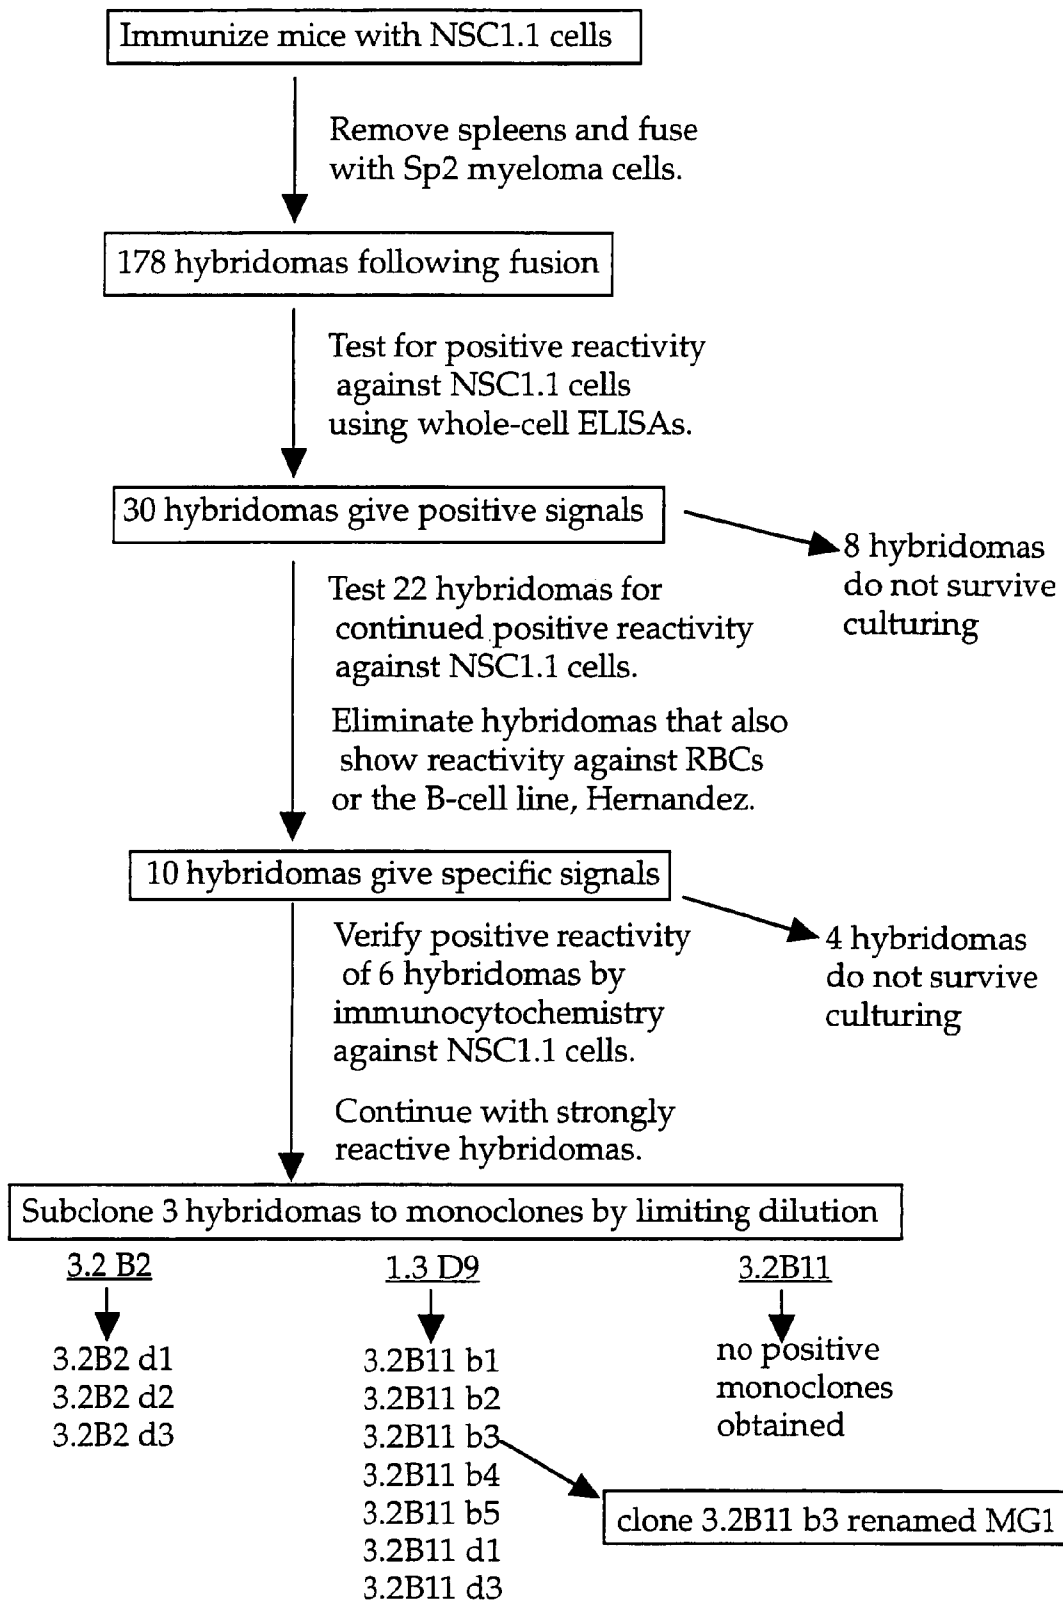 Immunize mice with NSC1.1 cells
Remove spleens and fuse
with Sp2 myeloma cells.
178 hybridomas following fusion
Test for positive reactivity
against NSC1.1 cells
using whole-cell ELISAs.
30 hybridomas give positive signals
8 hybridomas
do not survive
culturing
Test 22 hybridomas for
continued positive reactivity
against NSC1.1 cells.
Eliminate hybridomas that also
show reactivity against RBCs
or the B-cell line, Hernandez.
10 hybridomas give specific signals
4 hybridomas
do not survive
culturing
Verify positive reactivity
of 6 hybridomas by
immunocytochemistry
against NSC1.1 cells.
Continue with strongly
reactive hybridomas.
Subclone 3 hybridomas to monoclones by limiting dilution
3.2 B2
3.2B2 d1
3.2B2 d2
3.2B2 d3
1.3 D9
3.2B11 b1
3.2B11 b2
3.2B11 b3
3.2B11 b4
3.2B11 b5
3.2B11 d1
3.2B11 d3
3.2B11
no positive
monoclones
obtained
clone 3.2B11 b3 renamed MG1